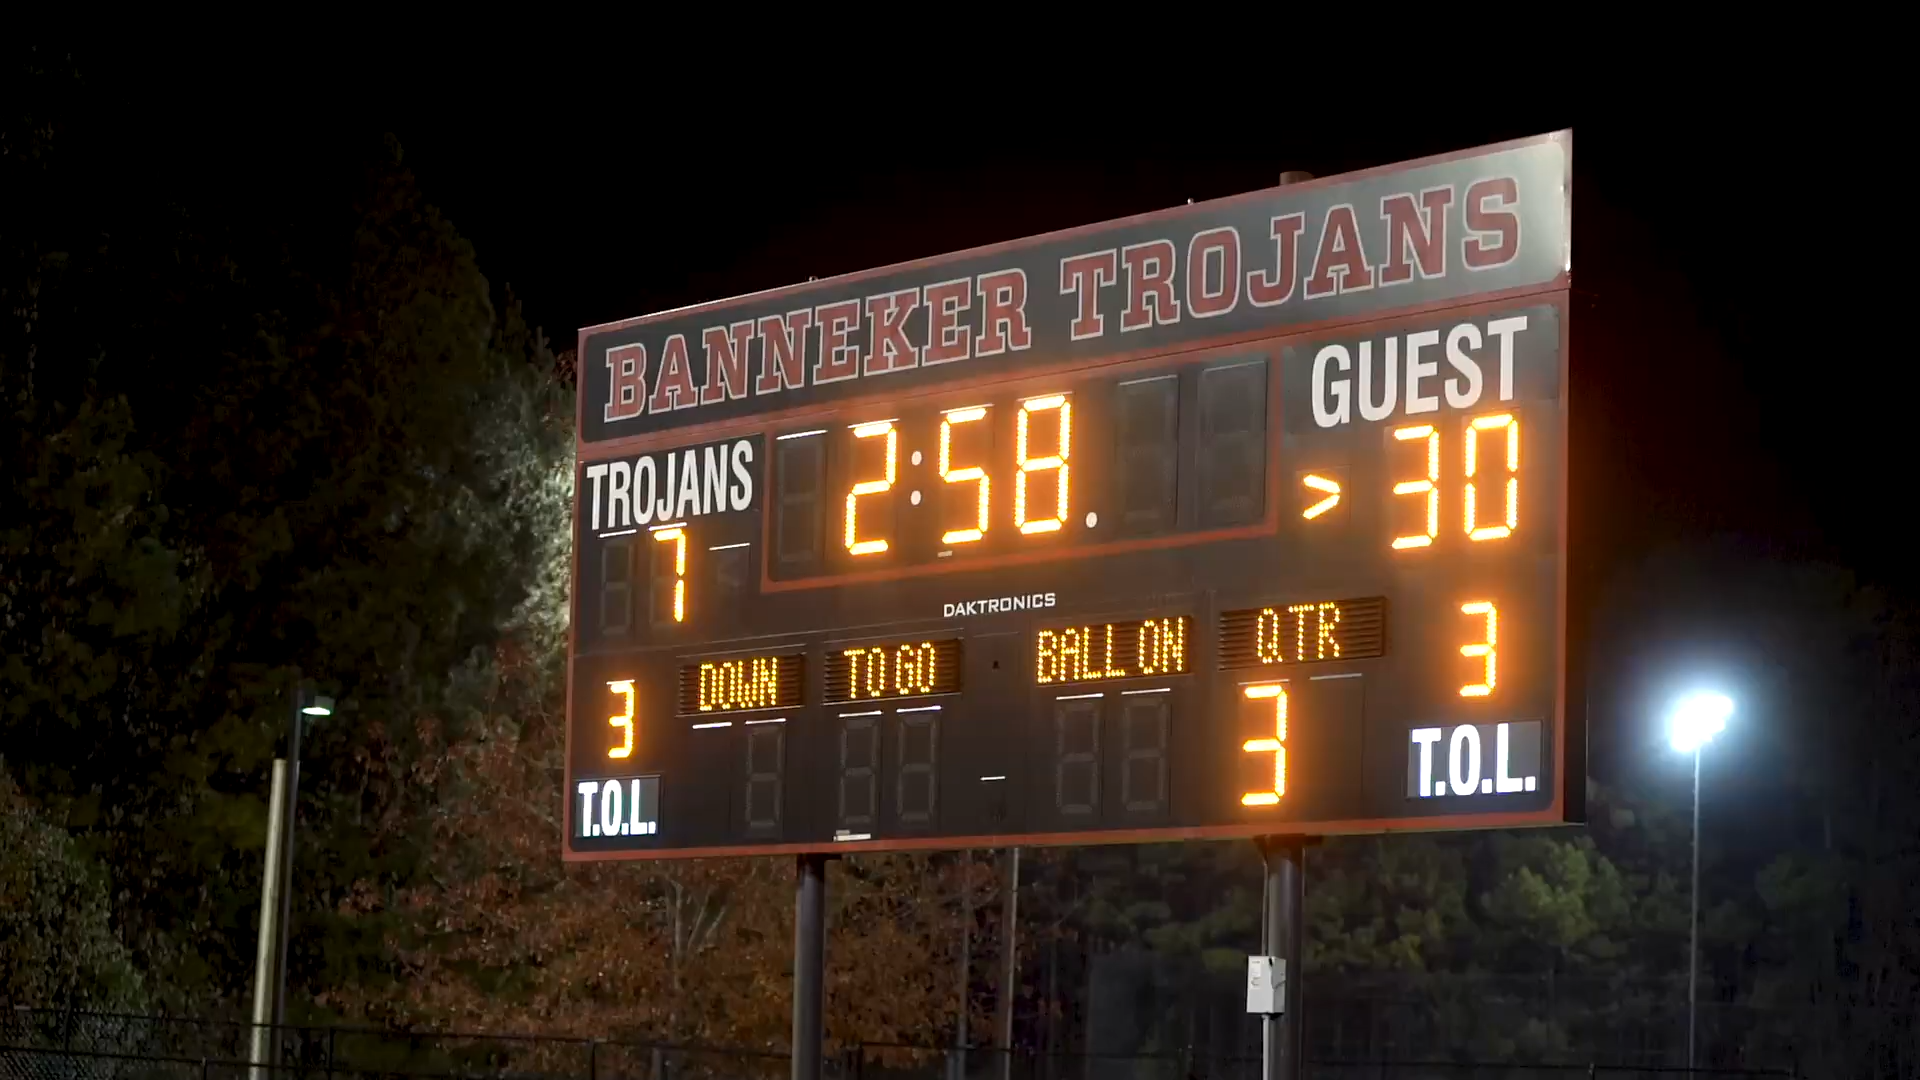 BANNEKER TROJANS
TROJANS 2:58. GUEST
7 > 30
DAKTRONICS
3 DOWN TO GO BALL ON QTR 3
3
T.O.L. T.O.L.